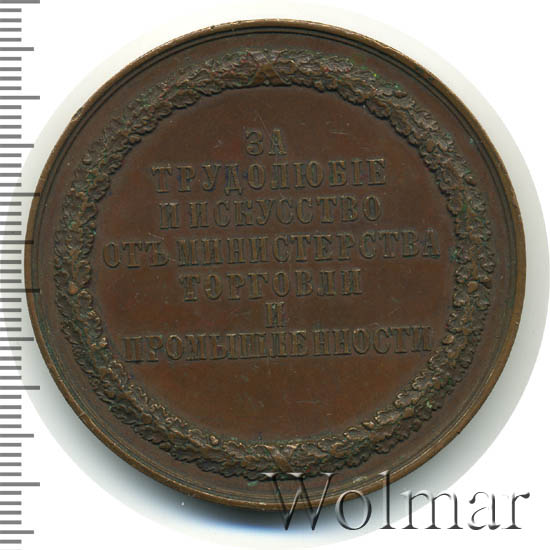 ЗА
ТРУДОЛЮБІЕ
И ИСКУССТВО
ОТЪ МИНИСТЕРСТВА
ТОРГОВЛИ
И
ПРОМЫШЛЕННОСТИ
Wolmar